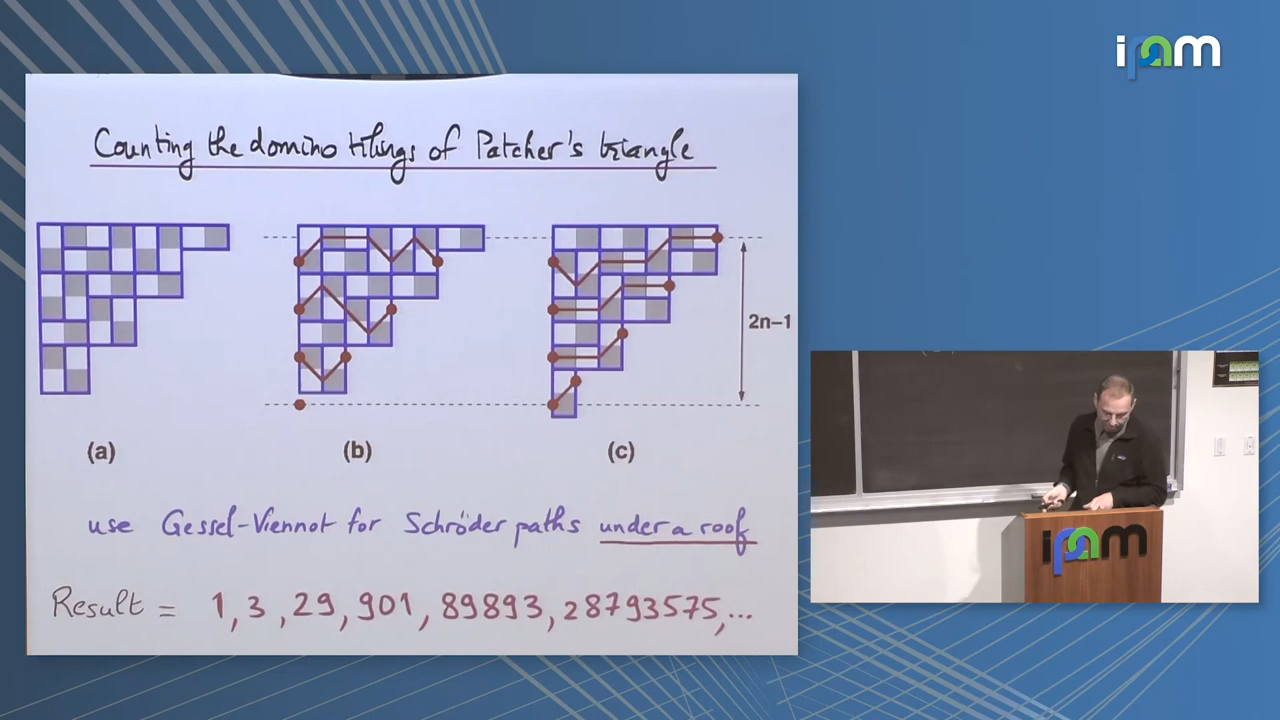 ipam
Counting the domino tilings of Patcher's triangle
2n–1
(a) (b) (c)
use Gessel-Viennot for Schröder paths under a roof
Result = 1, 3, 29, 901, 89893, 28793575, ...
ipam